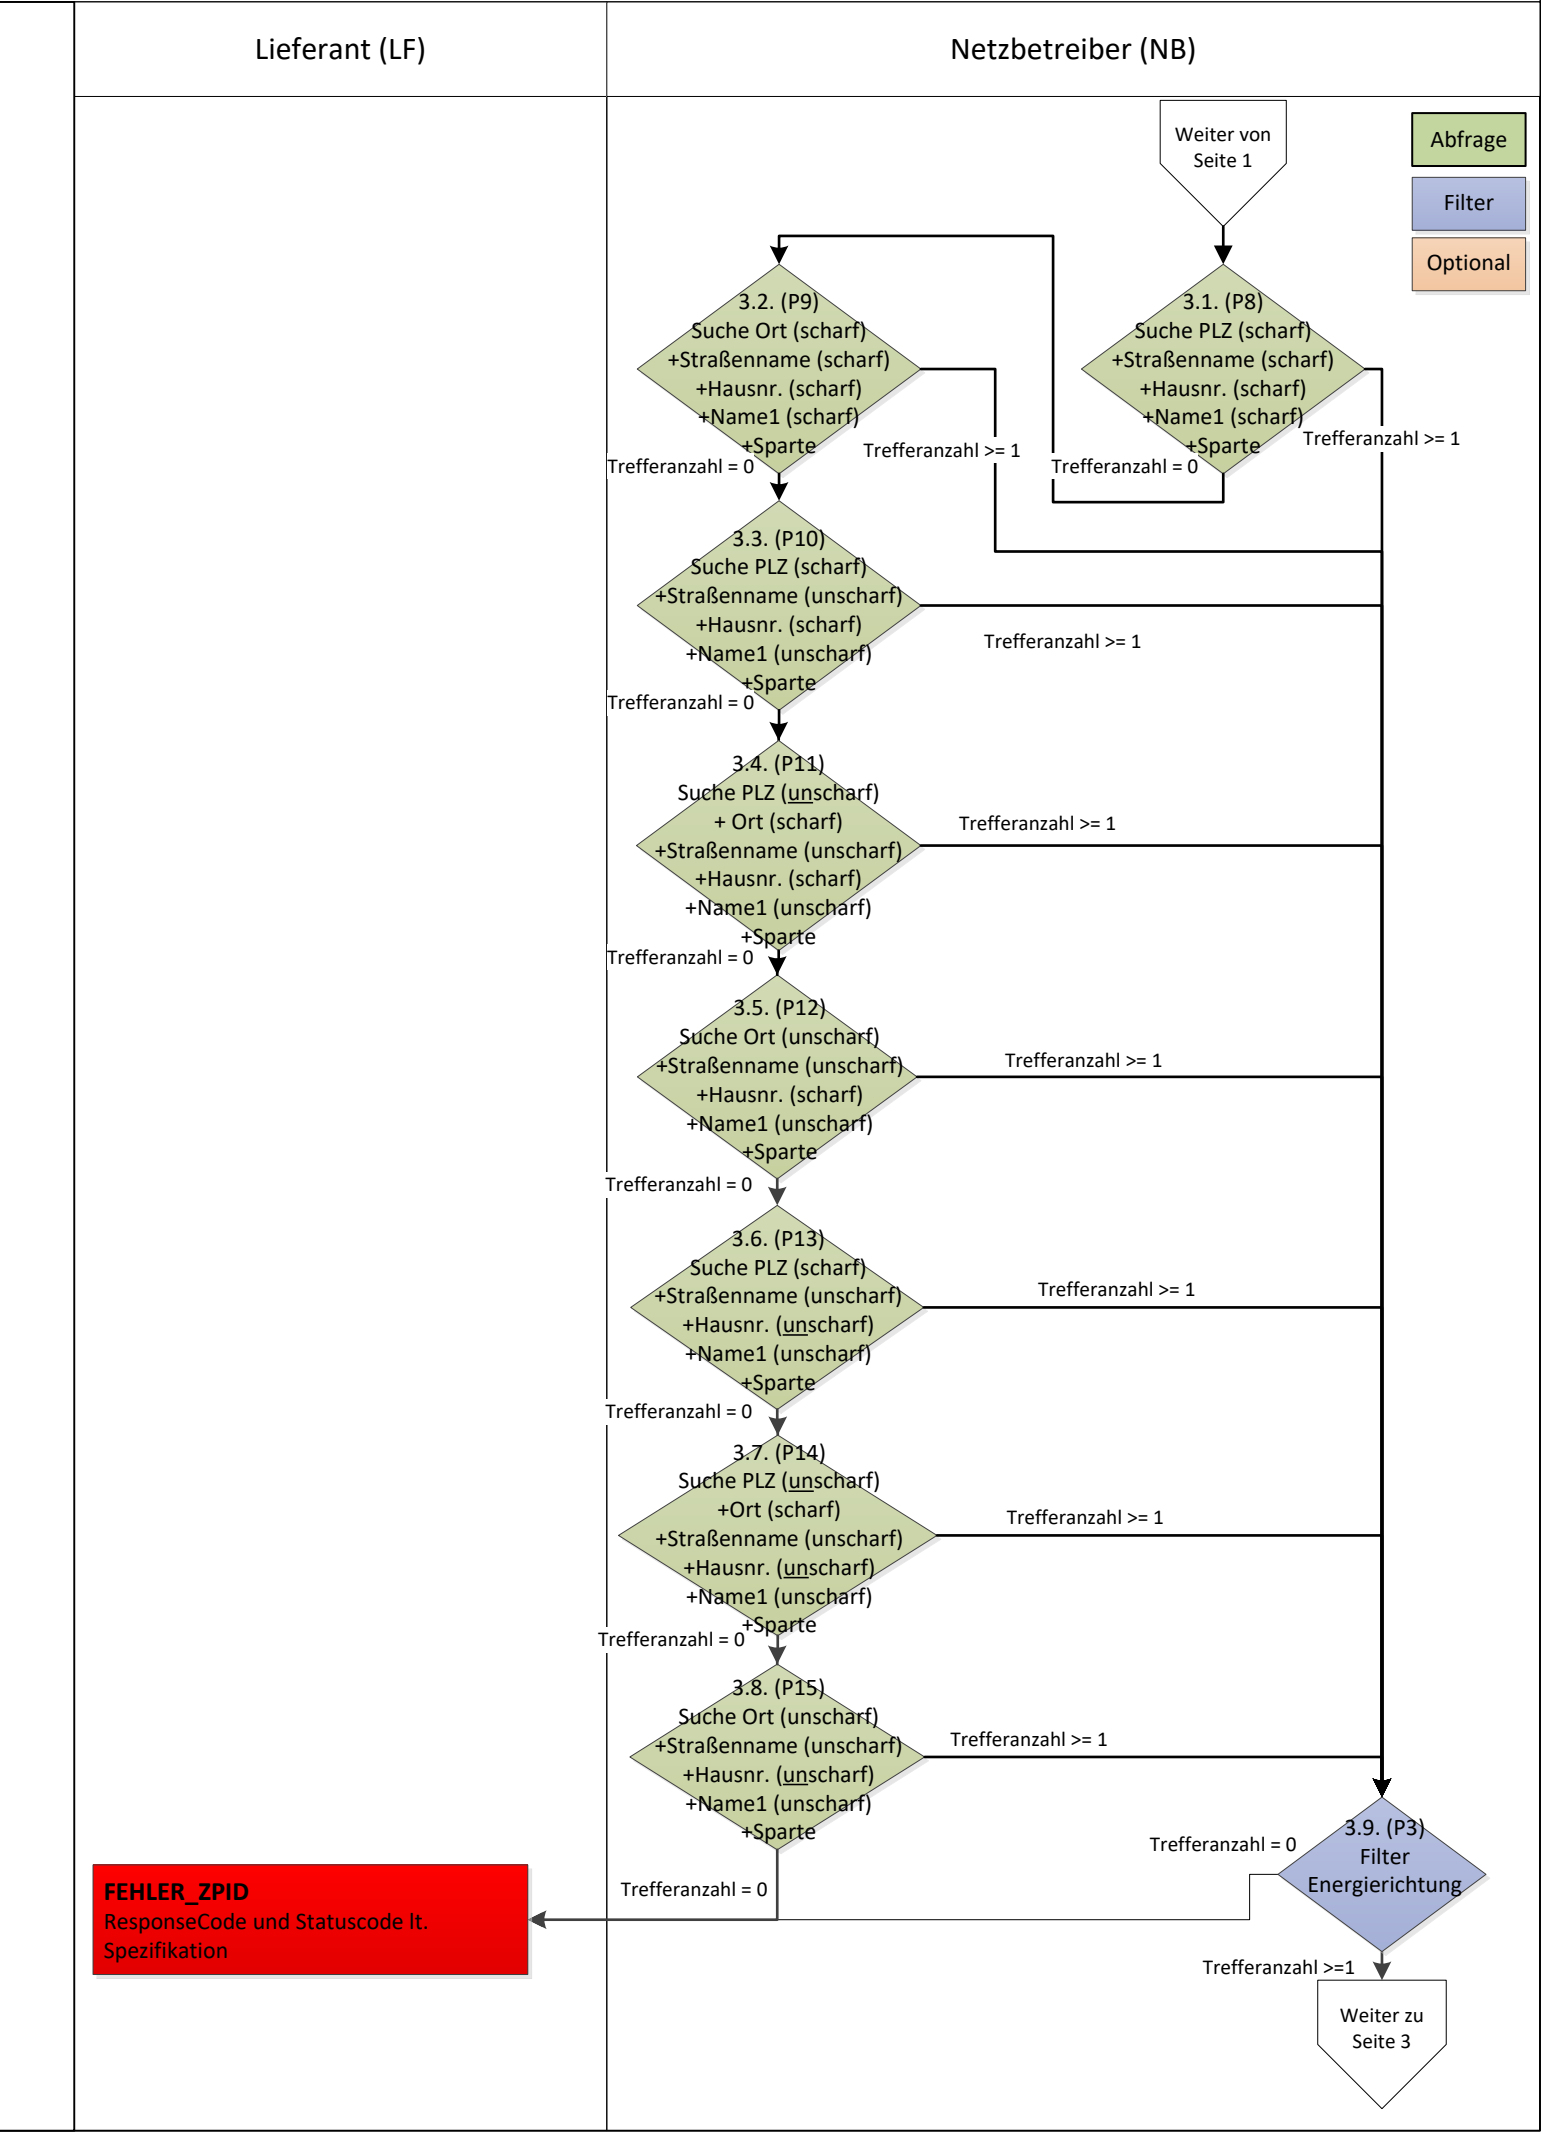 Lieferant (LF)
Netzbetreiber (NB)
Weiter von
Seite 1
Abfrage
Filter
Optional
3.1. (P8)
Suche PLZ (scharf)
+Straßenname (scharf)
+Hausnr. (scharf)
+Name1 (scharf)
+Sparte
Trefferanzahl >= 1
Trefferanzahl = 0
3.2. (P9)
Suche Ort (scharf)
+Straßenname (scharf)
+Hausnr. (scharf)
+Name1 (scharf)
+Sparte
Trefferanzahl >= 1
Trefferanzahl = 0
3.3. (P10)
Suche PLZ (scharf)
+Straßenname (unscharf)
+Hausnr. (scharf)
+Name1 (unscharf)
+Sparte
Trefferanzahl >= 1
Trefferanzahl = 0
3.4. (P11)
Suche PLZ (unscharf)
+ Ort (scharf)
+Straßenname (unscharf)
+Hausnr. (scharf)
+Name1 (unscharf)
+Sparte
Trefferanzahl >= 1
Trefferanzahl = 0
3.5. (P12)
Suche Ort (unscharf)
+Straßenname (unscharf)
+Hausnr. (scharf)
+Name1 (unscharf)
+Sparte
Trefferanzahl >= 1
Trefferanzahl = 0
3.6. (P13)
Suche PLZ (scharf)
+Straßenname (unscharf)
+Hausnr. (unscharf)
+Name1 (unscharf)
+Sparte
Trefferanzahl >= 1
Trefferanzahl = 0
3.7. (P14)
Suche PLZ (unscharf)
+Ort (scharf)
+Straßenname (unscharf)
+Hausnr. (unscharf)
+Name1 (unscharf)
+Sparte
Trefferanzahl >= 1
Trefferanzahl = 0
3.8. (P15)
Suche Ort (unscharf)
+Straßenname (unscharf)
+Hausnr. (unscharf)
+Name1 (unscharf)
+Sparte
Trefferanzahl >= 1
Trefferanzahl = 0
3.9. (P3)
Filter
Energierichtung
Trefferanzahl = 0
Trefferanzahl >=1
FEHLER_ZPID
ResponseCode und Statuscode lt.
Spezifikation
Weiter zu
Seite 3